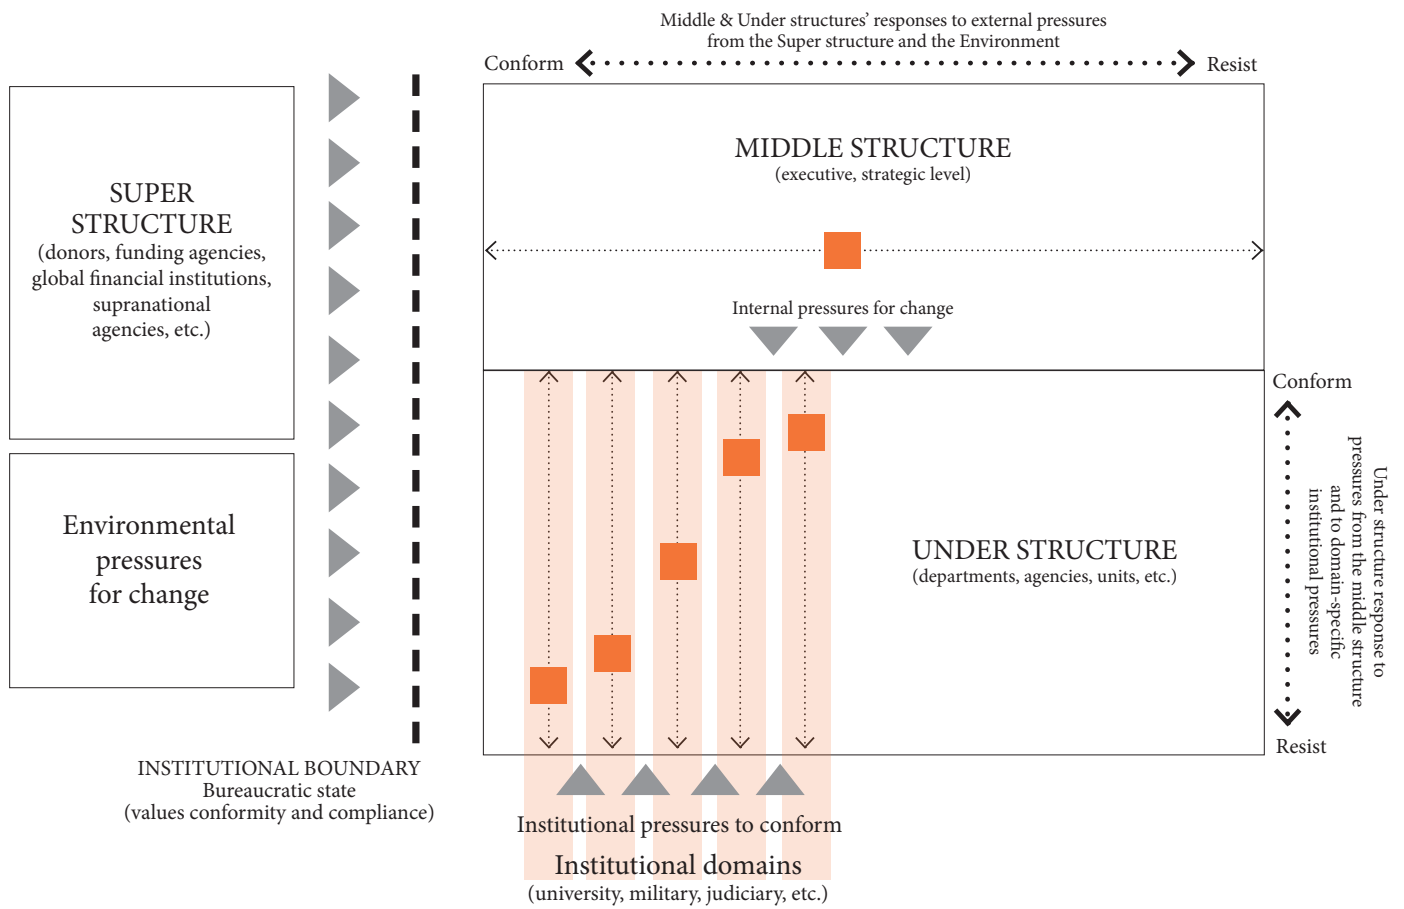 Middle & Under structures’ responses to external pressures
from the Super structure and the Environment
Conform
Resist
SUPER
STRUCTURE
(donors, funding agencies,
global financial institutions,
supranational
agencies, etc.)
MIDDLE STRUCTURE
(executive, strategic level)
Internal pressures for change
Environmental
pressures
for change
UNDER STRUCTURE
(departments, agencies, units, etc.)
Conform
Under structure response to
pressures from the middle structure
and to domain-specific
institutional pressures
Resist
INSTITUTIONAL BOUNDARY
Bureaucratic state
(values conformity and compliance)
Institutional pressures to conform
Institutional domains
(university, military, judiciary, etc.)